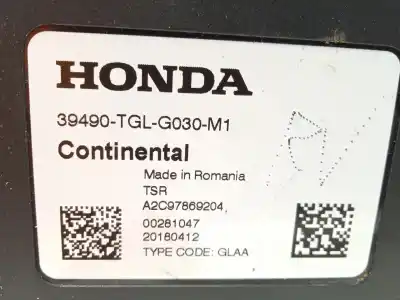 HONDA
39490-TGL-G030-M1
Continental
Made in Romania
TSR
A2C97869204,
00281047
20180412
TYPE CODE: GLAA